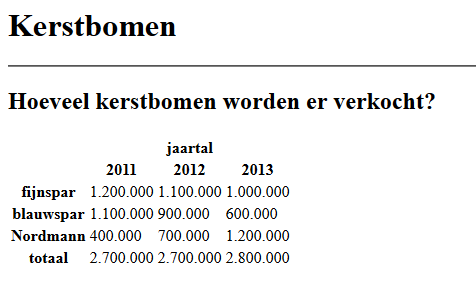 Kerstbomen
Hoeveel kerstbomen worden er verkocht?
jaartal
2011 2012 2013
fijnspar 1.200.000 1.100.000 1.000.000
blauwspar 1.100.000 900.000 600.000
Nordmann 400.000 700.000 1.200.000
totaal 2.700.000 2.700.000 2.800.000